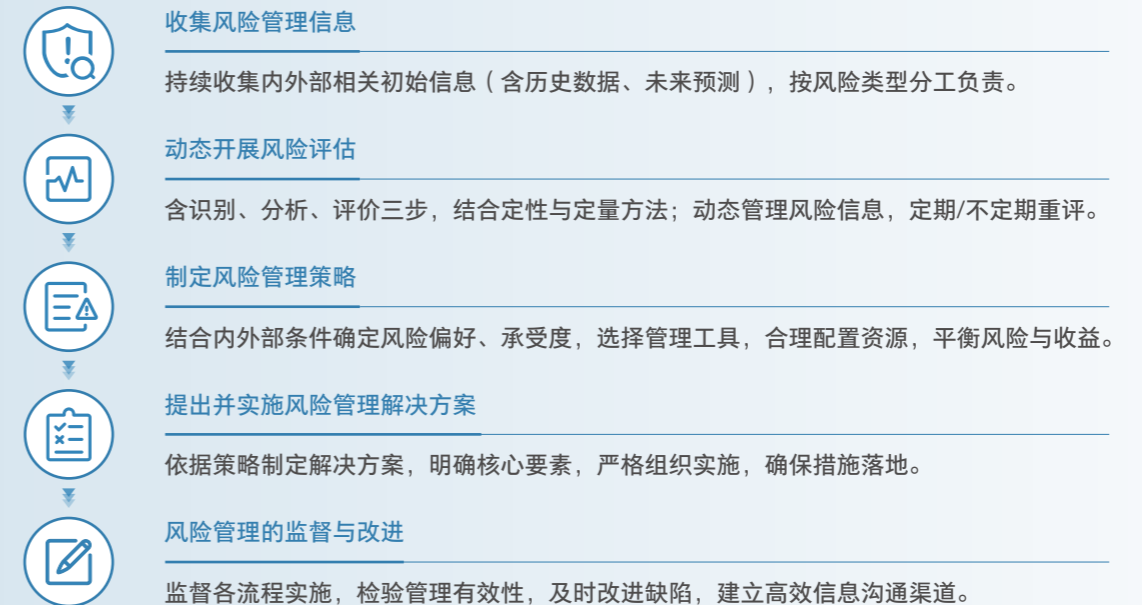 收集风险管理信息
持续收集内外部相关初始信息（含历史数据、未来预测），按风险类型分工负责。
动态开展风险评估
含识别、分析、评价三步，结合定性与定量方法；动态管理风险信息，定期/不定期重评。
制定风险管理策略
结合内外部条件确定风险偏好、承受度，选择管理工具，合理配置资源，平衡风险与收益。
提出并实施风险管理解决方案
依据策略制定解决方案，明确核心要素，严格组织实施，确保措施落地。
风险管理的监督与改进
监督各流程实施，检验管理有效性，及时改进缺陷，建立高效信息沟通渠道。